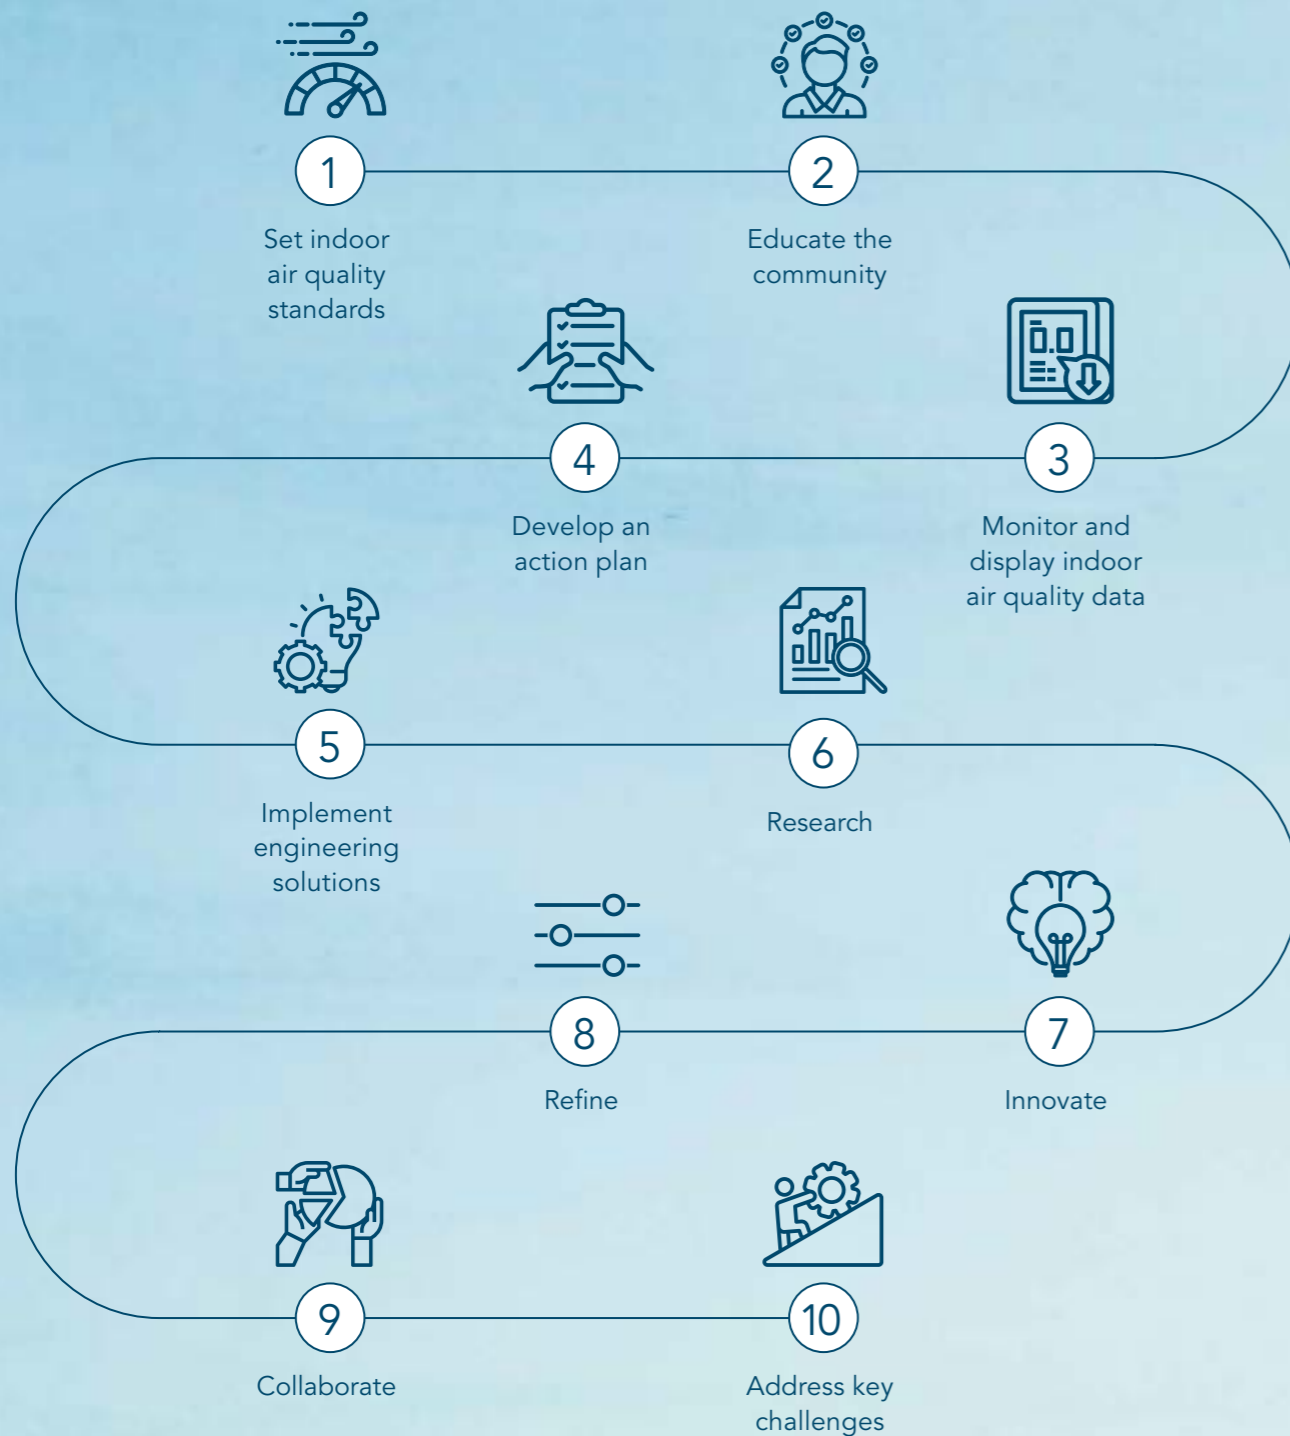 1
Set indoor
air quality
standards
2
Educate the
community
3
Monitor and
display indoor
air quality data
0.0
4
Develop an
action plan
5
Implement
engineering
solutions
6
Research
7
Innovate
8
Refine
9
Collaborate
10
Address key
challenges